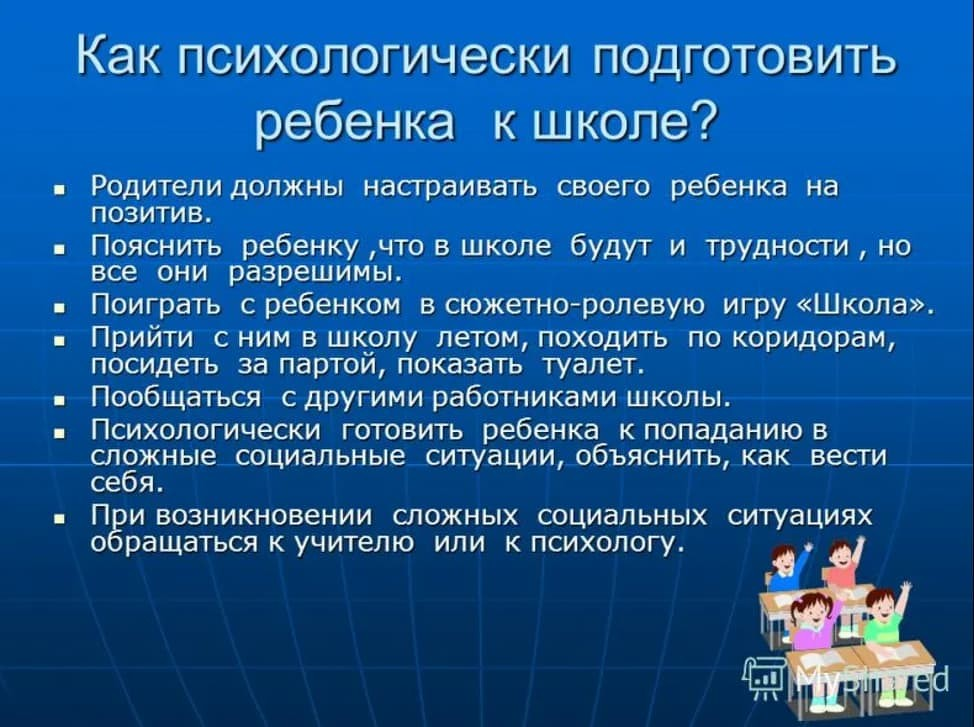 Как психологически подготовить
ребенка к школе?
Родители должны настраивать своего ребенка на
позитив.
Пояснить ребенку ,что в школе будут и трудности , но
все они разрешимы.
Поиграть с ребенком в сюжетно-ролевую игру «Школа».
Прийти с ним в школу летом, походить по коридорам,
посидеть за партой, показать туалет.
Пообщаться с другими работниками школы.
Психологически готовить ребенка к попаданию в
сложные социальные ситуации, объяснить, как вести
себя.
При возникновении сложных социальных ситуациях
обращаться к учителю или к психологу.
MyShared